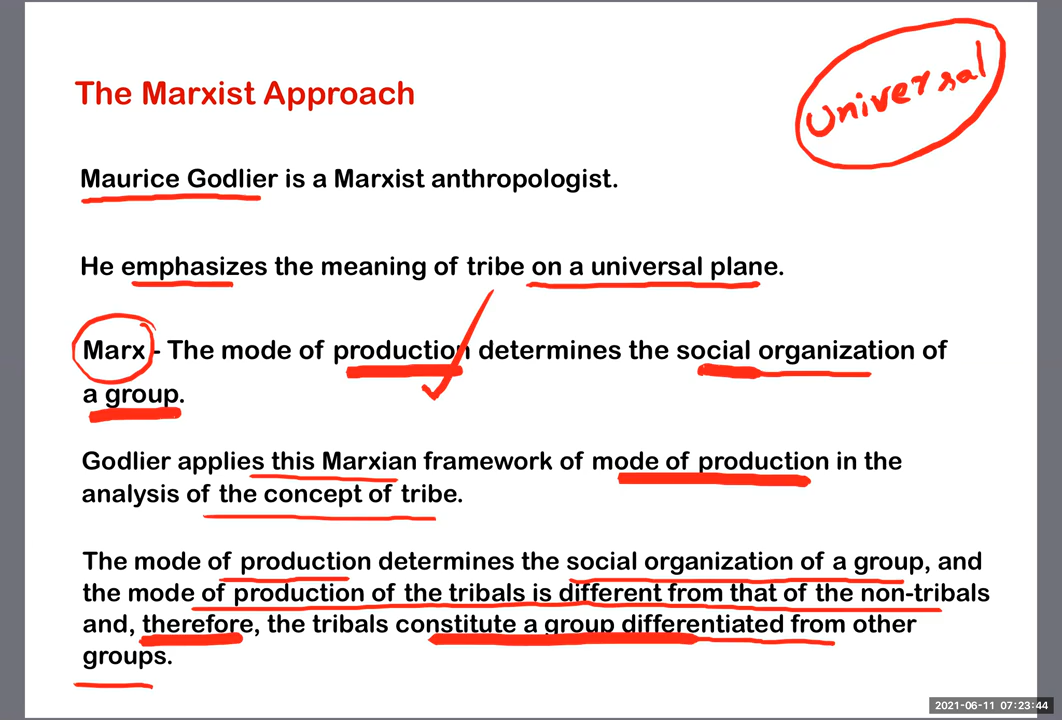 The Marxist Approach
Universal
Maurice Godlier is a Marxist anthropologist.
He emphasizes the meaning of tribe on a universal plane.
Marx - The mode of production determines the social organization of
a group.
Godlier applies this Marxian framework of mode of production in the
analysis of the concept of tribe.
The mode of production determines the social organization of a group, and
the mode of production of the tribals is different from that of the non-tribals
and, therefore, the tribals constitute a group differentiated from other
groups.
2021-06-11 07:23:44